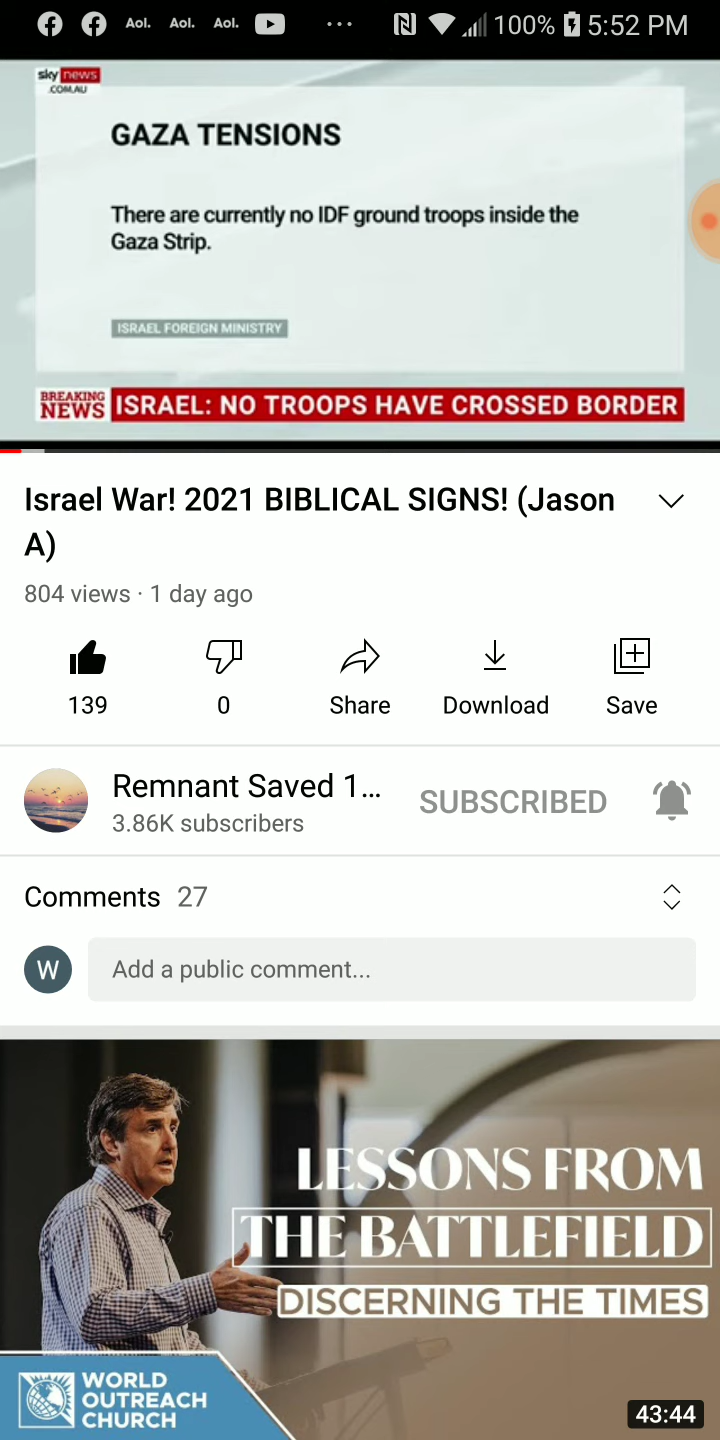 Aol. Aol. Aol. ... 100% 5:52 PM
sky news
.COM.AU
GAZA TENSIONS
There are currently no IDF ground troops inside the
Gaza Strip.
ISRAEL FOREIGN MINISTRY
BREAKING
NEWS
ISRAEL: NO TROOPS HAVE CROSSED BORDER
Israel War! 2021 BIBLICAL SIGNS! (Jason
A)
804 views · 1 day ago
139 0 Share Download Save
Remnant Saved 1... SUBSCRIBED
3.86K subscribers
Comments 27
W Add a public comment...
LESSONS FROM
THE BATTLEFIELD
DISCERNING THE TIMES
WORLD
OUTREACH
CHURCH
43:44